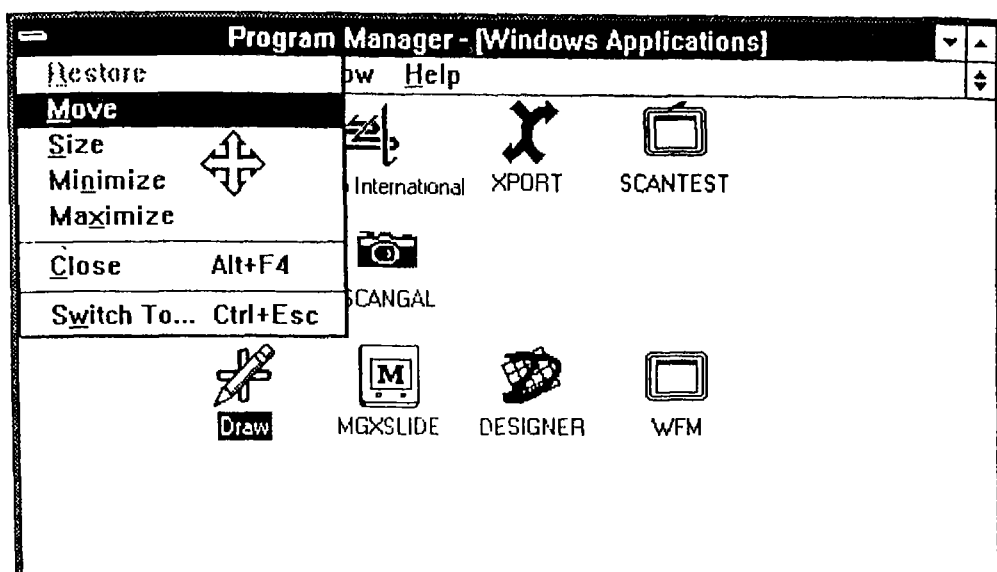 Program Manager - [Windows Applications]
Restore
ow Help
Move
Size
Minimize
Maximize
Close Alt+F4
Switch To... Ctrl+Esc
International XPORT SCANTEST
SCANGAL
Draw MGXSLIDE DESIGNER WFM
M